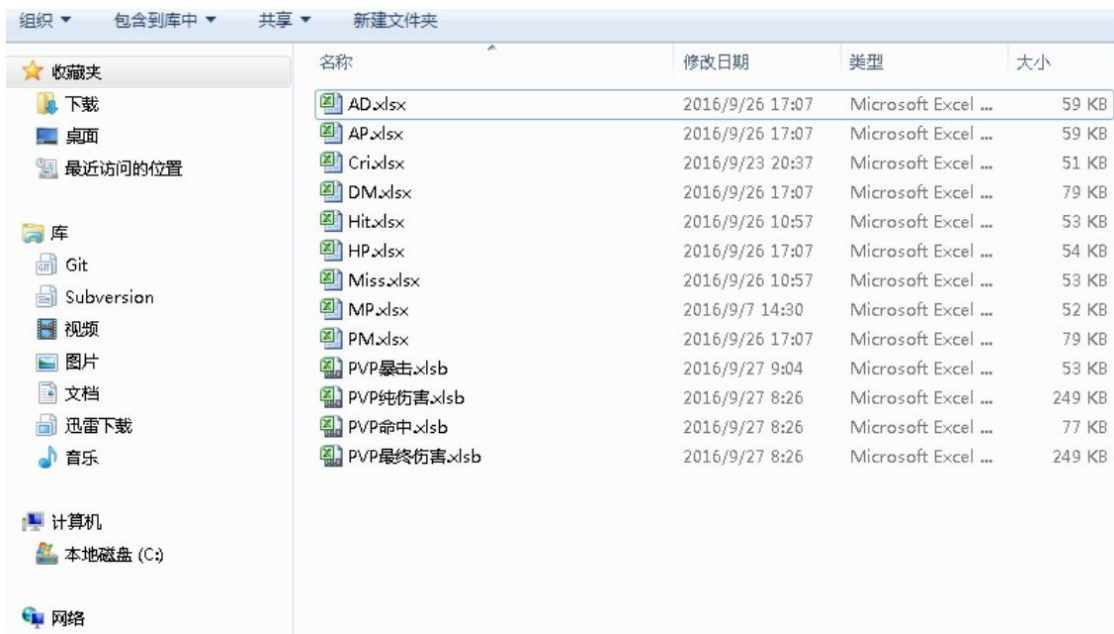 组织 包含到库中 共享 新建文件夹
收藏夹
下载
桌面
最近访问的位置
库
Git
Subversion
视频
图片
文档
迅雷下载
音乐
计算机
本地磁盘 (C:)
网络
名称 修改日期 类型 大小
AD.xlsx 2016/9/26 17:07 Microsoft Excel ... 59 KB
AP.xlsx 2016/9/26 17:07 Microsoft Excel ... 59 KB
Cri.xlsx 2016/9/23 20:37 Microsoft Excel ... 51 KB
DM.xlsx 2016/9/26 17:07 Microsoft Excel ... 79 KB
Hit.xlsx 2016/9/26 10:57 Microsoft Excel ... 53 KB
HP.xlsx 2016/9/26 17:07 Microsoft Excel ... 54 KB
Miss.xlsx 2016/9/26 10:57 Microsoft Excel ... 53 KB
MP.xlsx 2016/9/7 14:30 Microsoft Excel ... 52 KB
PM.xlsx 2016/9/26 17:07 Microsoft Excel ... 79 KB
PVP暴击.xlsb 2016/9/27 9:04 Microsoft Excel ... 53 KB
PVP纯伤害.xlsb 2016/9/27 8:26 Microsoft Excel ... 249 KB
PVP命中.xlsb 2016/9/27 8:26 Microsoft Excel ... 77 KB
PVP最终伤害.xlsb 2016/9/27 8:26 Microsoft Excel ... 249 KB